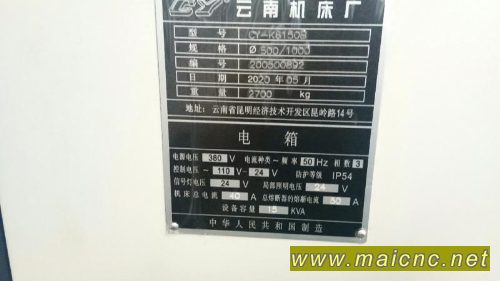 CY 云南机床厂
型号 CY-K6150B
规格 Ø 500/1000
编号 200500892
日期 2020 年 05 月
重量 2700 kg
地址: 云南省昆明经济技术开发区昆岭路14号
电箱
电源电压 380 V 电流种类 ~ 频率 50 Hz 相数 3
控制电压 ~ 110 V- 24 V 防护等级 IP54
信号灯电压 24 V 局部照明电压 24 V
机床总电流 40 A 总熔断器的熔断电流 50 A
设备容量 15 KVA
中华人民共和国制造
www.maicnc.net